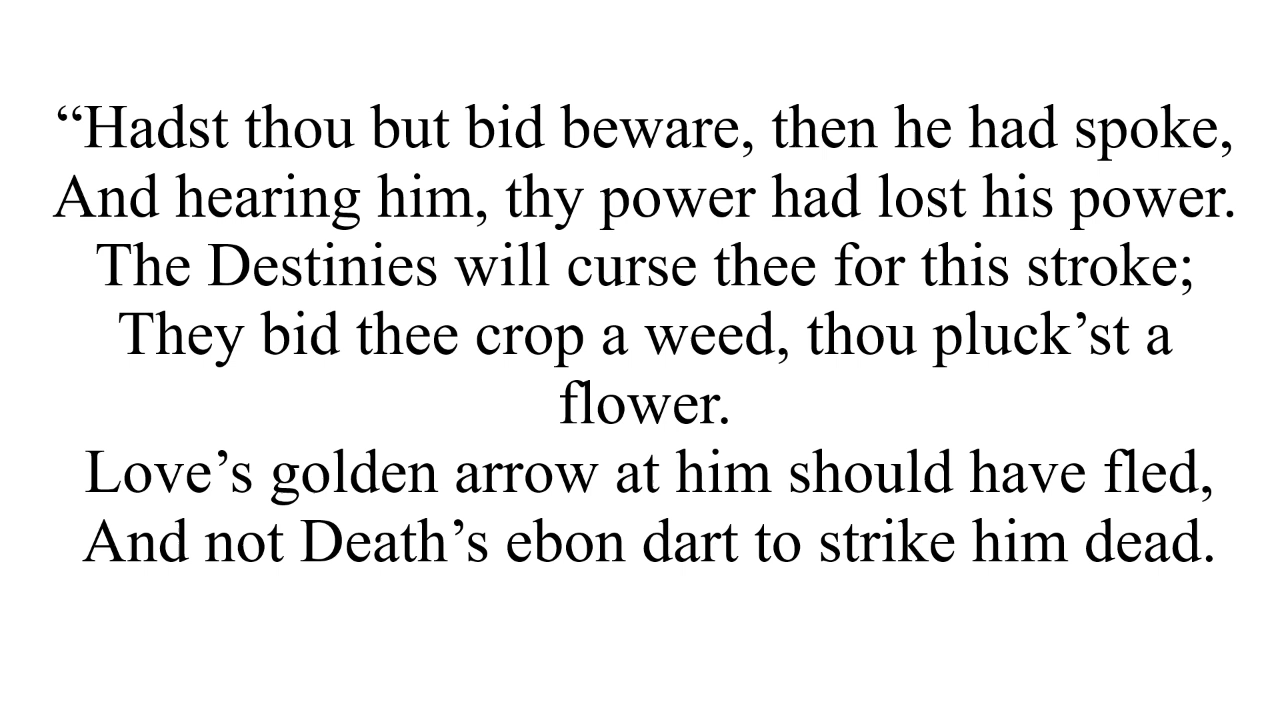 “Hadst thou but bid beware, then he had spoke,
And hearing him, thy power had lost his power.
The Destinies will curse thee for this stroke;
They bid thee crop a weed, thou pluck’st a
flower.
Love’s golden arrow at him should have fled,
And not Death’s ebon dart to strike him dead.